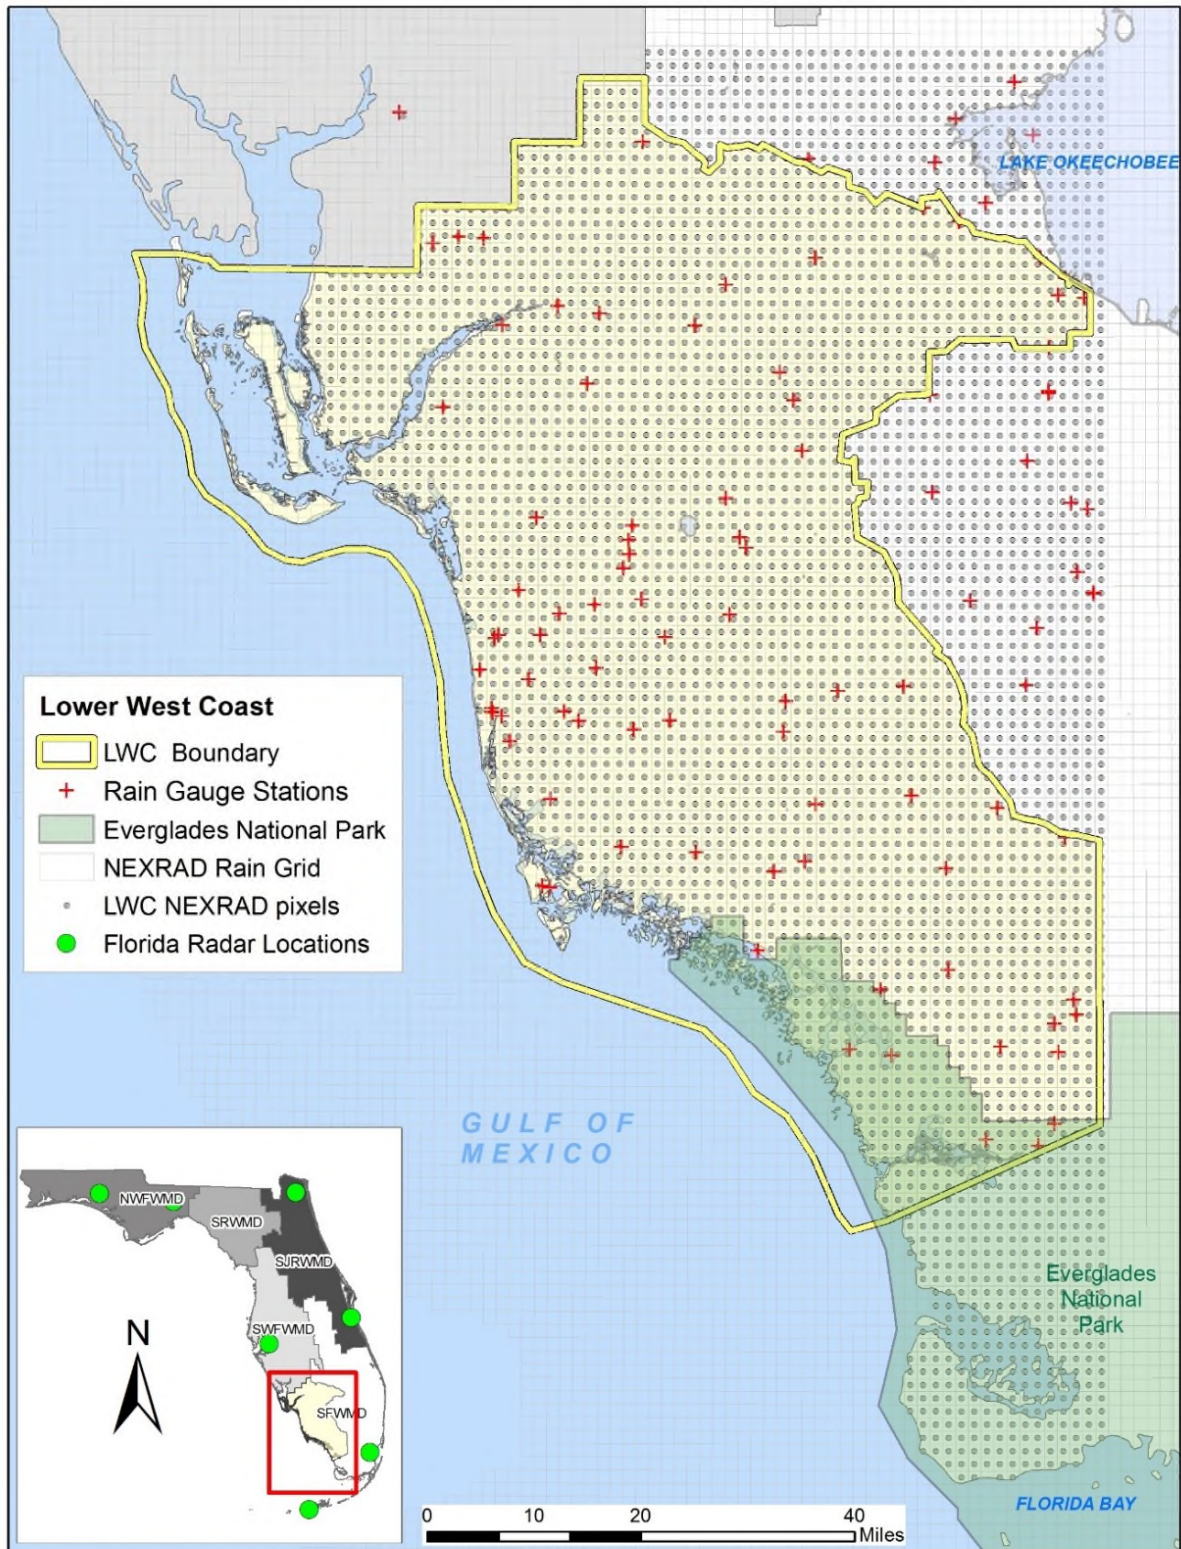 LAKE OKEECHOBEE
Lower West Coast
LWC Boundary
Rain Gauge Stations
Everglades National Park
NEXRAD Rain Grid
LWC NEXRAD pixels
Florida Radar Locations
GULF OF
MEXICO
NWFWMD
SRWMD
SJRWMD
SWFWMD
SFWMD
N
Everglades
National
Park
FLORIDA BAY
0 10 20 40
Miles